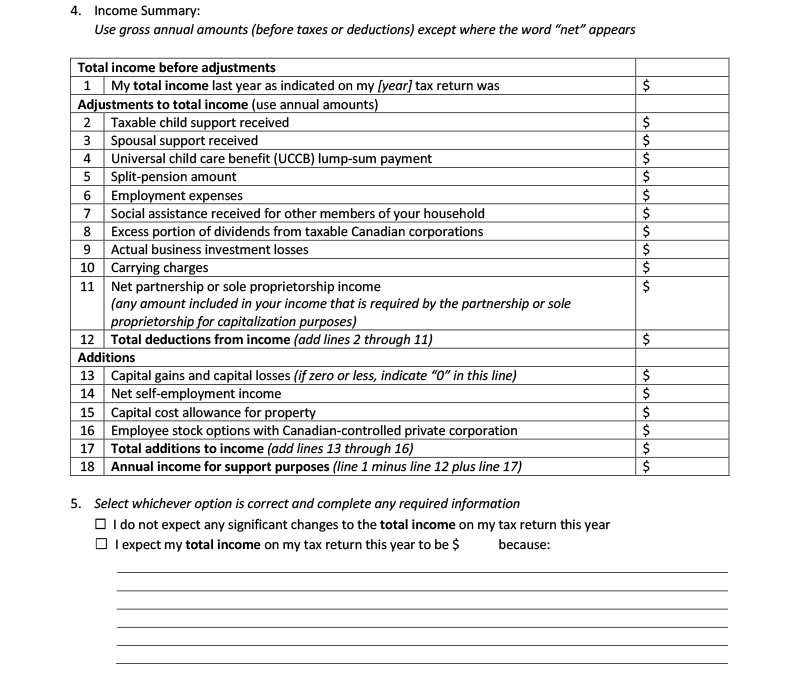 4. Income Summary:
Use gross annual amounts (before taxes or deductions) except where the word “net” appears
Total income before adjustments
1 My total income last year as indicated on my [year] tax return was $
Adjustments to total income (use annual amounts)
2 Taxable child support received $
3 Spousal support received $
4 Universal child care benefit (UCCB) lump-sum payment $
5 Split-pension amount $
6 Employment expenses $
7 Social assistance received for other members of your household $
8 Excess portion of dividends from taxable Canadian corporations $
9 Actual business investment losses $
10 Carrying charges $
11 Net partnership or sole proprietorship income $
(any amount included in your income that is required by the partnership or sole
proprietorship for capitalization purposes)
12 Total deductions from income (add lines 2 through 11) $
Additions
13 Capital gains and capital losses (if zero or less, indicate “0” in this line) $
14 Net self-employment income $
15 Capital cost allowance for property $
16 Employee stock options with Canadian-controlled private corporation $
17 Total additions to income (add lines 13 through 16) $
18 Annual income for support purposes (line 1 minus line 12 plus line 17) $
5. Select whichever option is correct and complete any required information
☐ I do not expect any significant changes to the total income on my tax return this year
☐ I expect my total income on my tax return this year to be $ because: